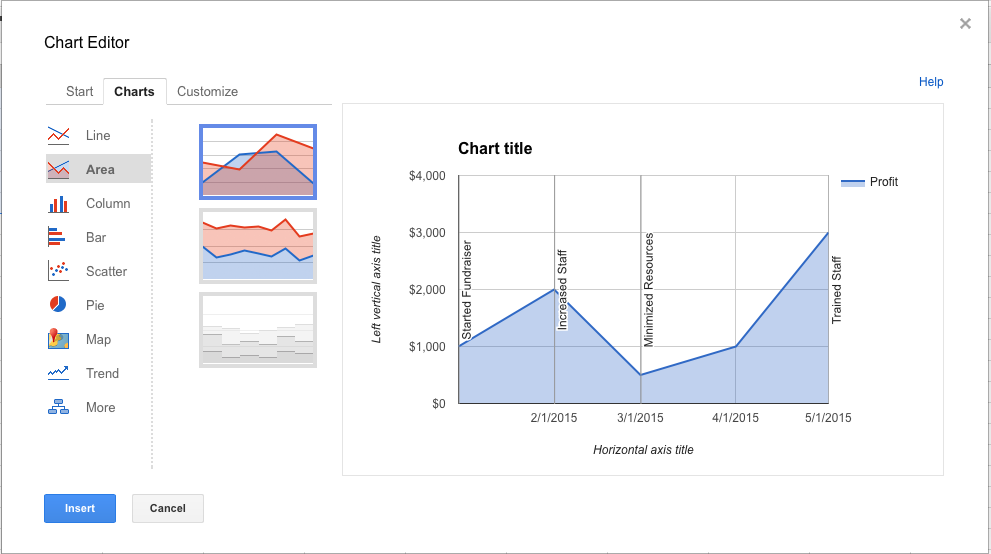 ×
Chart Editor
Help
Start Charts Customize
Line
Area
Column
Bar
Scatter
Pie
Map
Trend
More
Chart title
$4,000
$3,000
$2,000
$1,000
$0
Left vertical axis title
Started Fundraiser
Increased Staff
Minimized Resources
Trained Staff
Profit
2/1/2015 3/1/2015 4/1/2015 5/1/2015
Horizontal axis title
Insert Cancel